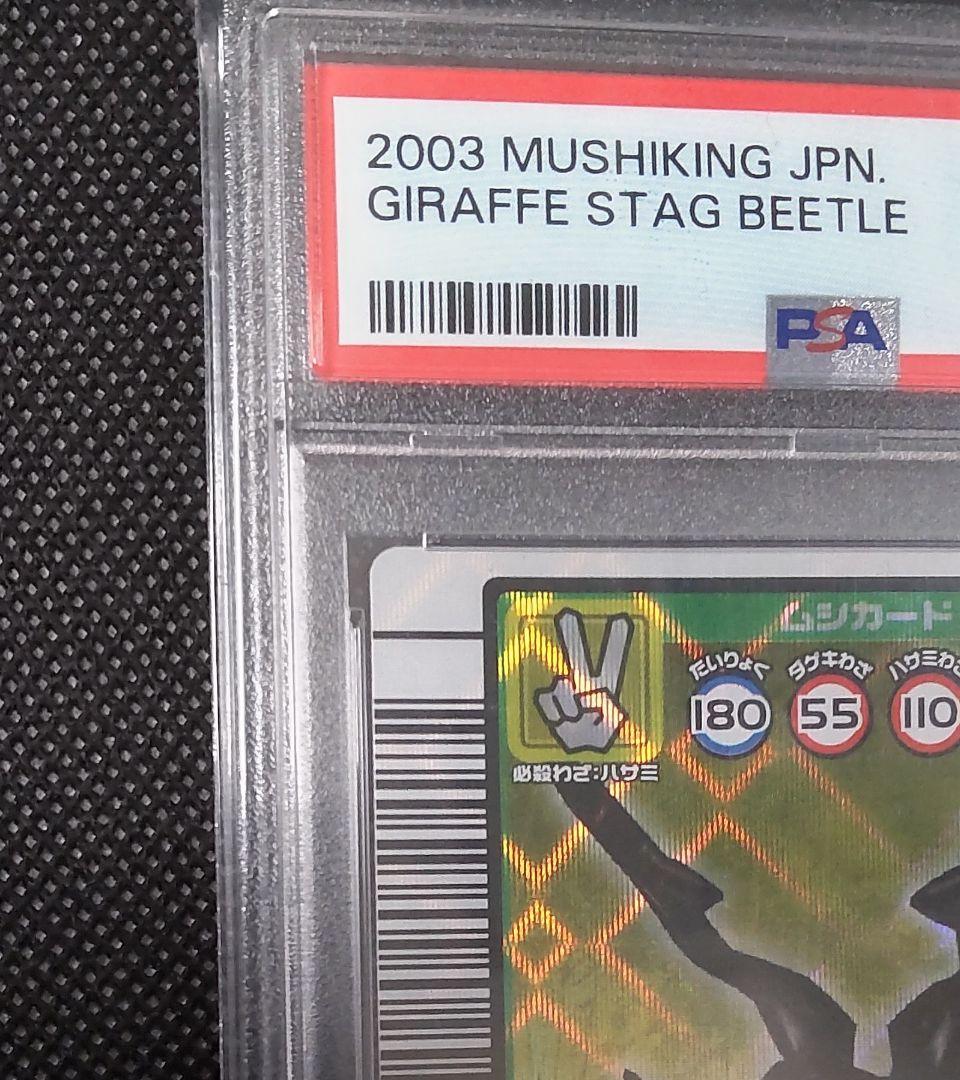 2003 MUSHIKING JPN.
GIRAFFE STAG BEETLE
PSA
ムシカード
たいりょく ダゲキわざ ハサミわざ
180 55 110
必殺わざ:ハサミ